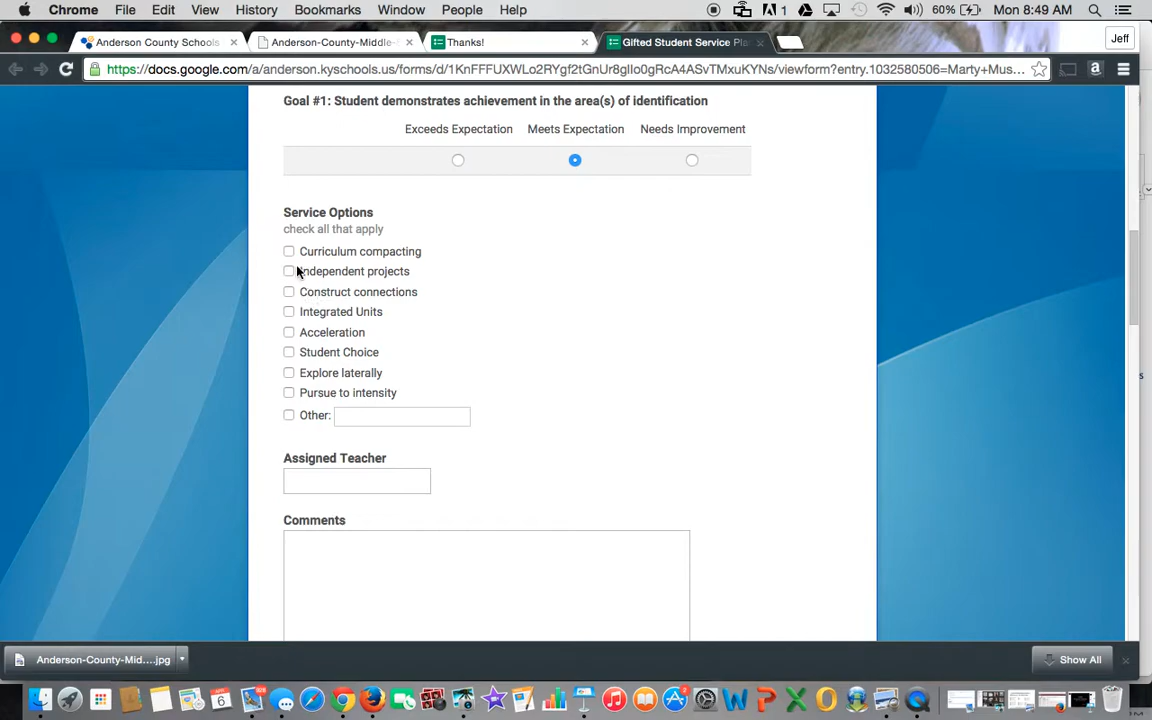 Chrome File Edit View History Bookmarks Window People Help 1 60% Mon 8:49 AM
Anderson County Schools Anderson-County-Middle-S Thanks! Gifted Student Service Plan Jeff
https://docs.google.com/a/anderson.kyschools.us/forms/d/1KnFFFUXWLo2RYgf2tGnUr8gIIo0gRcA4ASvTMxuKYNs/viewform?entry.1032580506=Marty+Mus...
Goal #1: Student demonstrates achievement in the area(s) of identification
Exceeds Expectation Meets Expectation Needs Improvement
Service Options
check all that apply
Curriculum compacting
Independent projects
Construct connections
Integrated Units
Acceleration
Student Choice
Explore laterally
Pursue to intensity
Other:
Assigned Teacher
Comments
Anderson-County-Mid....jpg Show All